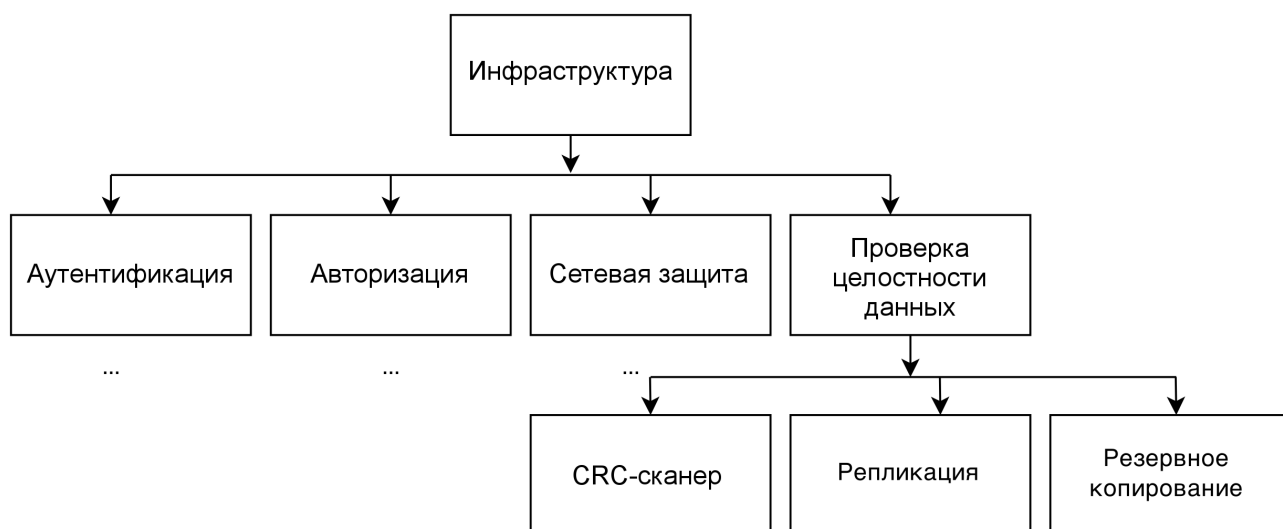 Инфраструктура
Аутентификация
Авторизация
Сетевая защита
Проверка
целостности
данных
...
...
...
CRC-сканер
Репликация
Резервное
копирование